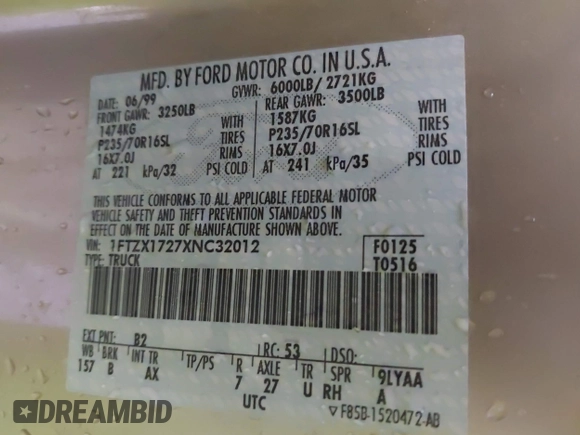 MFD. BY FORD MOTOR CO. IN U.S.A.
DATE: 06/99 GVWR: 6000LB/ 2721KG
FRONT GAWR: 3250LB REAR GAWR: 3500LB
1474KG WITH 1587KG WITH
P235/70R16SL TIRES P235/70R16SL TIRES
16X7.0J RIMS 16X7.0J RIMS
AT 221 kPa/32 PSI COLD AT 241 kPa/35 PSI COLD
THIS VEHICLE CONFORMS TO ALL APPLICABLE FEDERAL MOTOR
VEHICLE SAFETY AND THEFT PREVENTION STANDARDS IN
EFFECT ON THE DATE OF MANUFACTURE SHOWN ABOVE.
VIN: 1FTZX1727XNC32012 F0125
TYPE: TRUCK T0516
EXT PNT: B2 RC: 53 DSO:
WB BRK INT TR TP/PS R AXLE TR SPR 9LYAA
157 B AX 7 27 U RH A
UTC ▽F85B-1520472-AB
DREAMBID